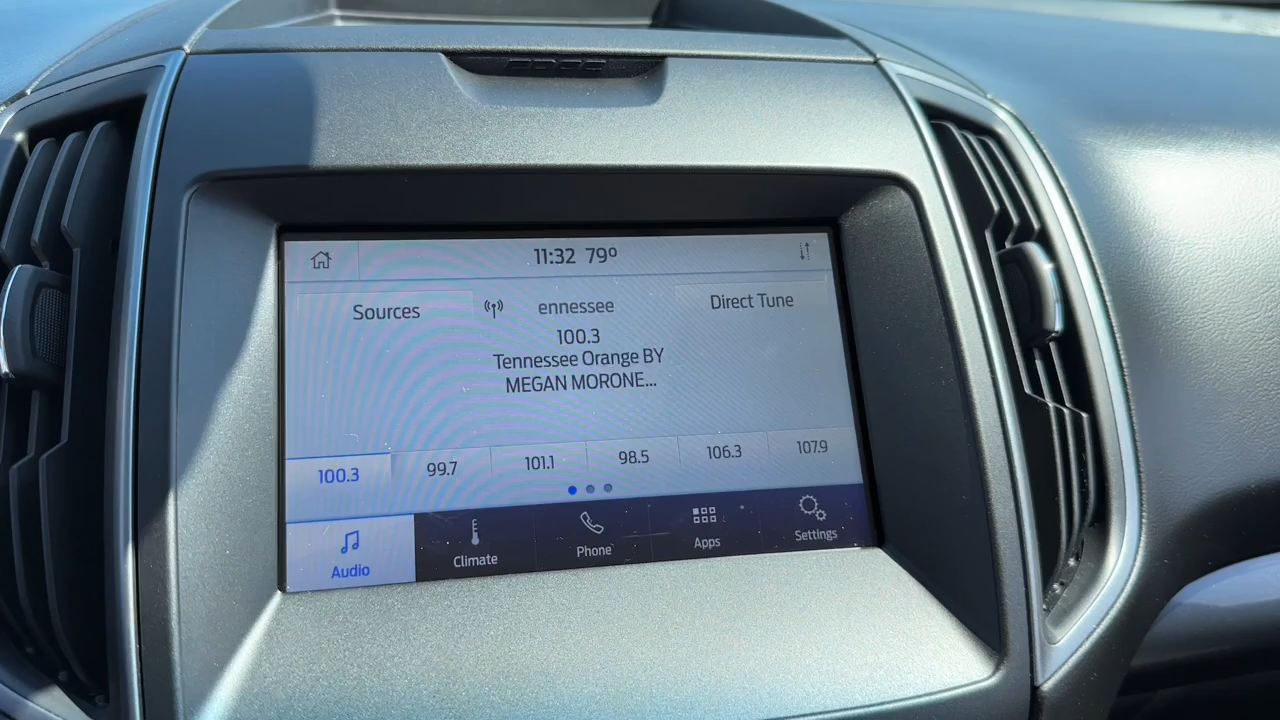 11:32 79º
Sources
ennessee
Direct Tune
100.3
Tennessee Orange BY
MEGAN MORONE...
100.3
99.7
101.1
98.5
106.3
107.9
Audio
Climate
Phone
Apps
Settings